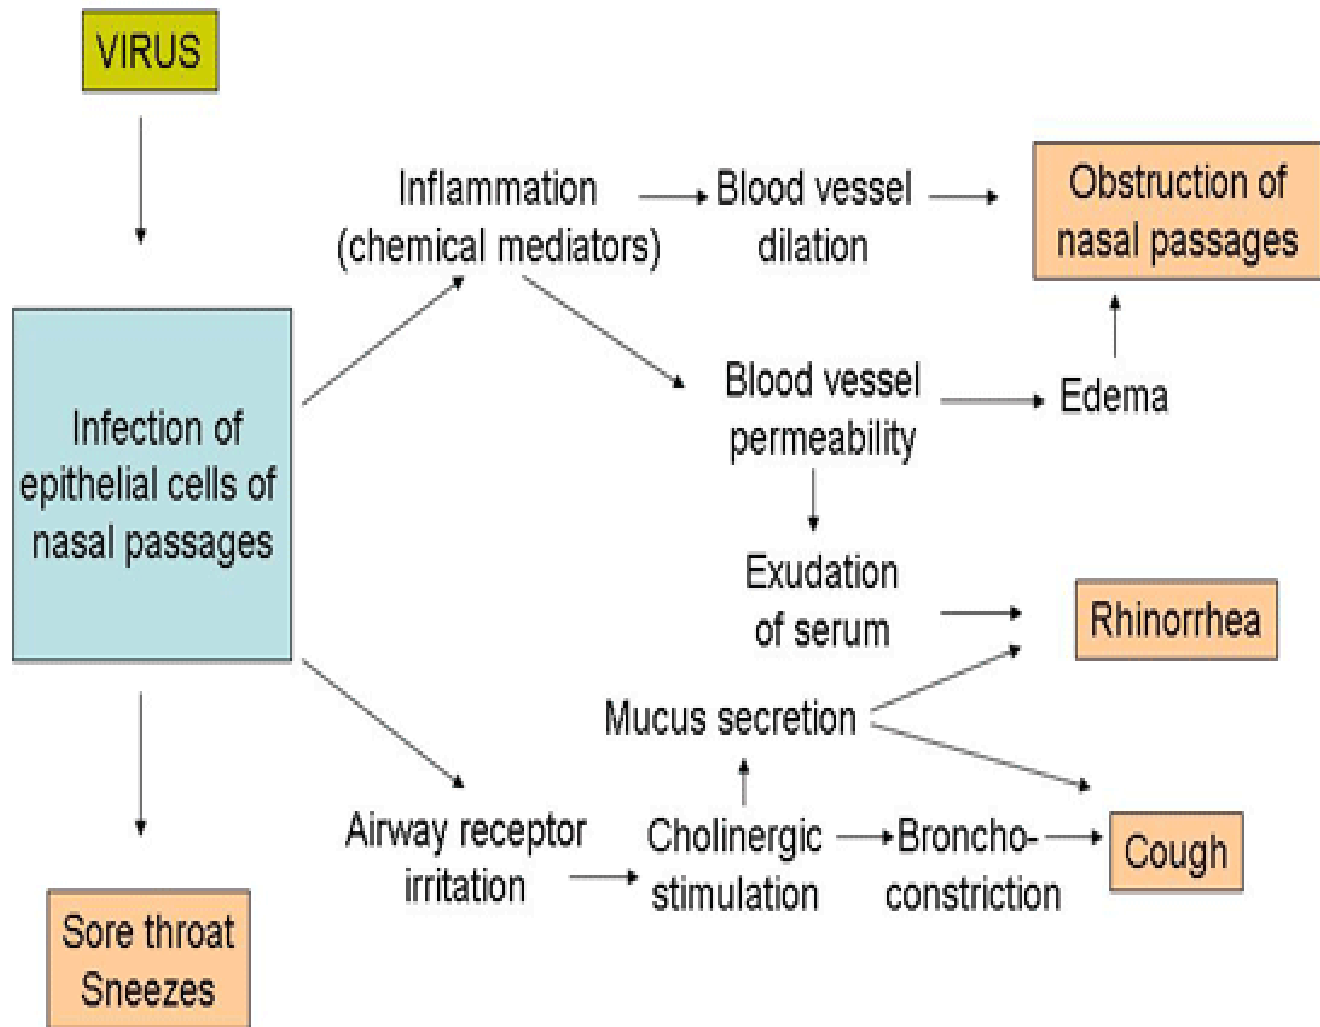 VIRUS
Inflammation
(chemical mediators)
Blood vessel
dilation
Obstruction of
nasal passages
Infection of
epithelial cells of
nasal passages
Blood vessel
permeability
Edema
Exudation
of serum
Rhinorrhea
Mucus secretion
Airway receptor
irritation
Cholinergic
stimulation
Broncho-
constriction
Cough
Sore throat
Sneezes